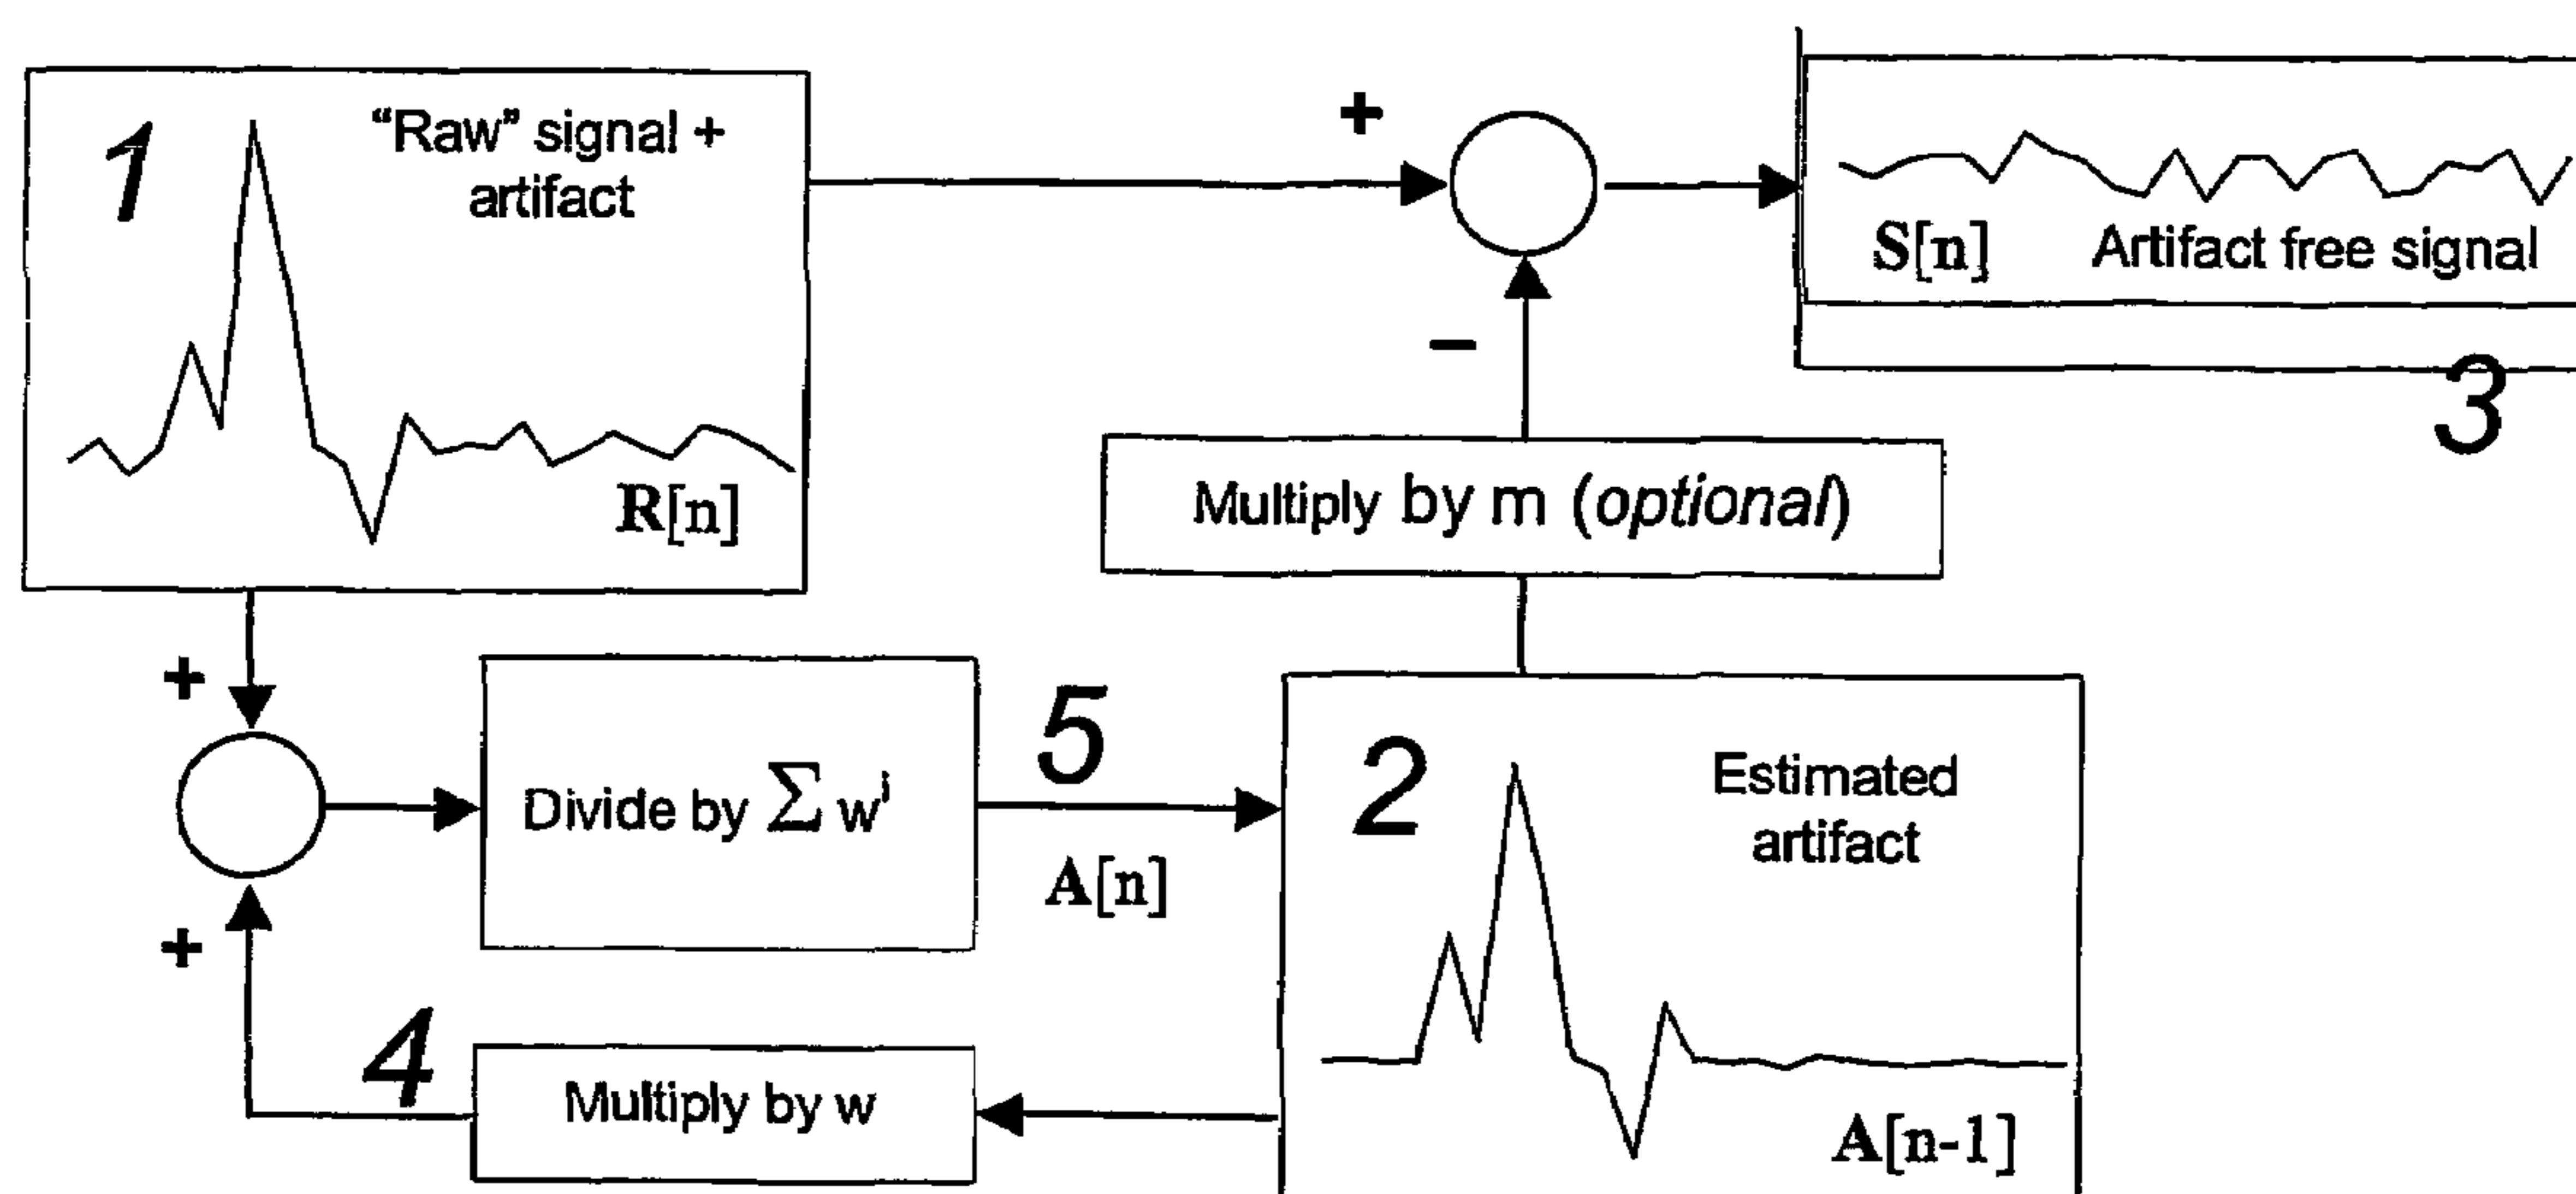 1
“Raw” signal +
artifact
R[n]
+
−
S[n] Artifact free signal
3
Multiply by m (optional)
+
+
Divide by Σ wⁱ
5
A[n]
2
Estimated
artifact
A[n-1]
4
Multiply by w